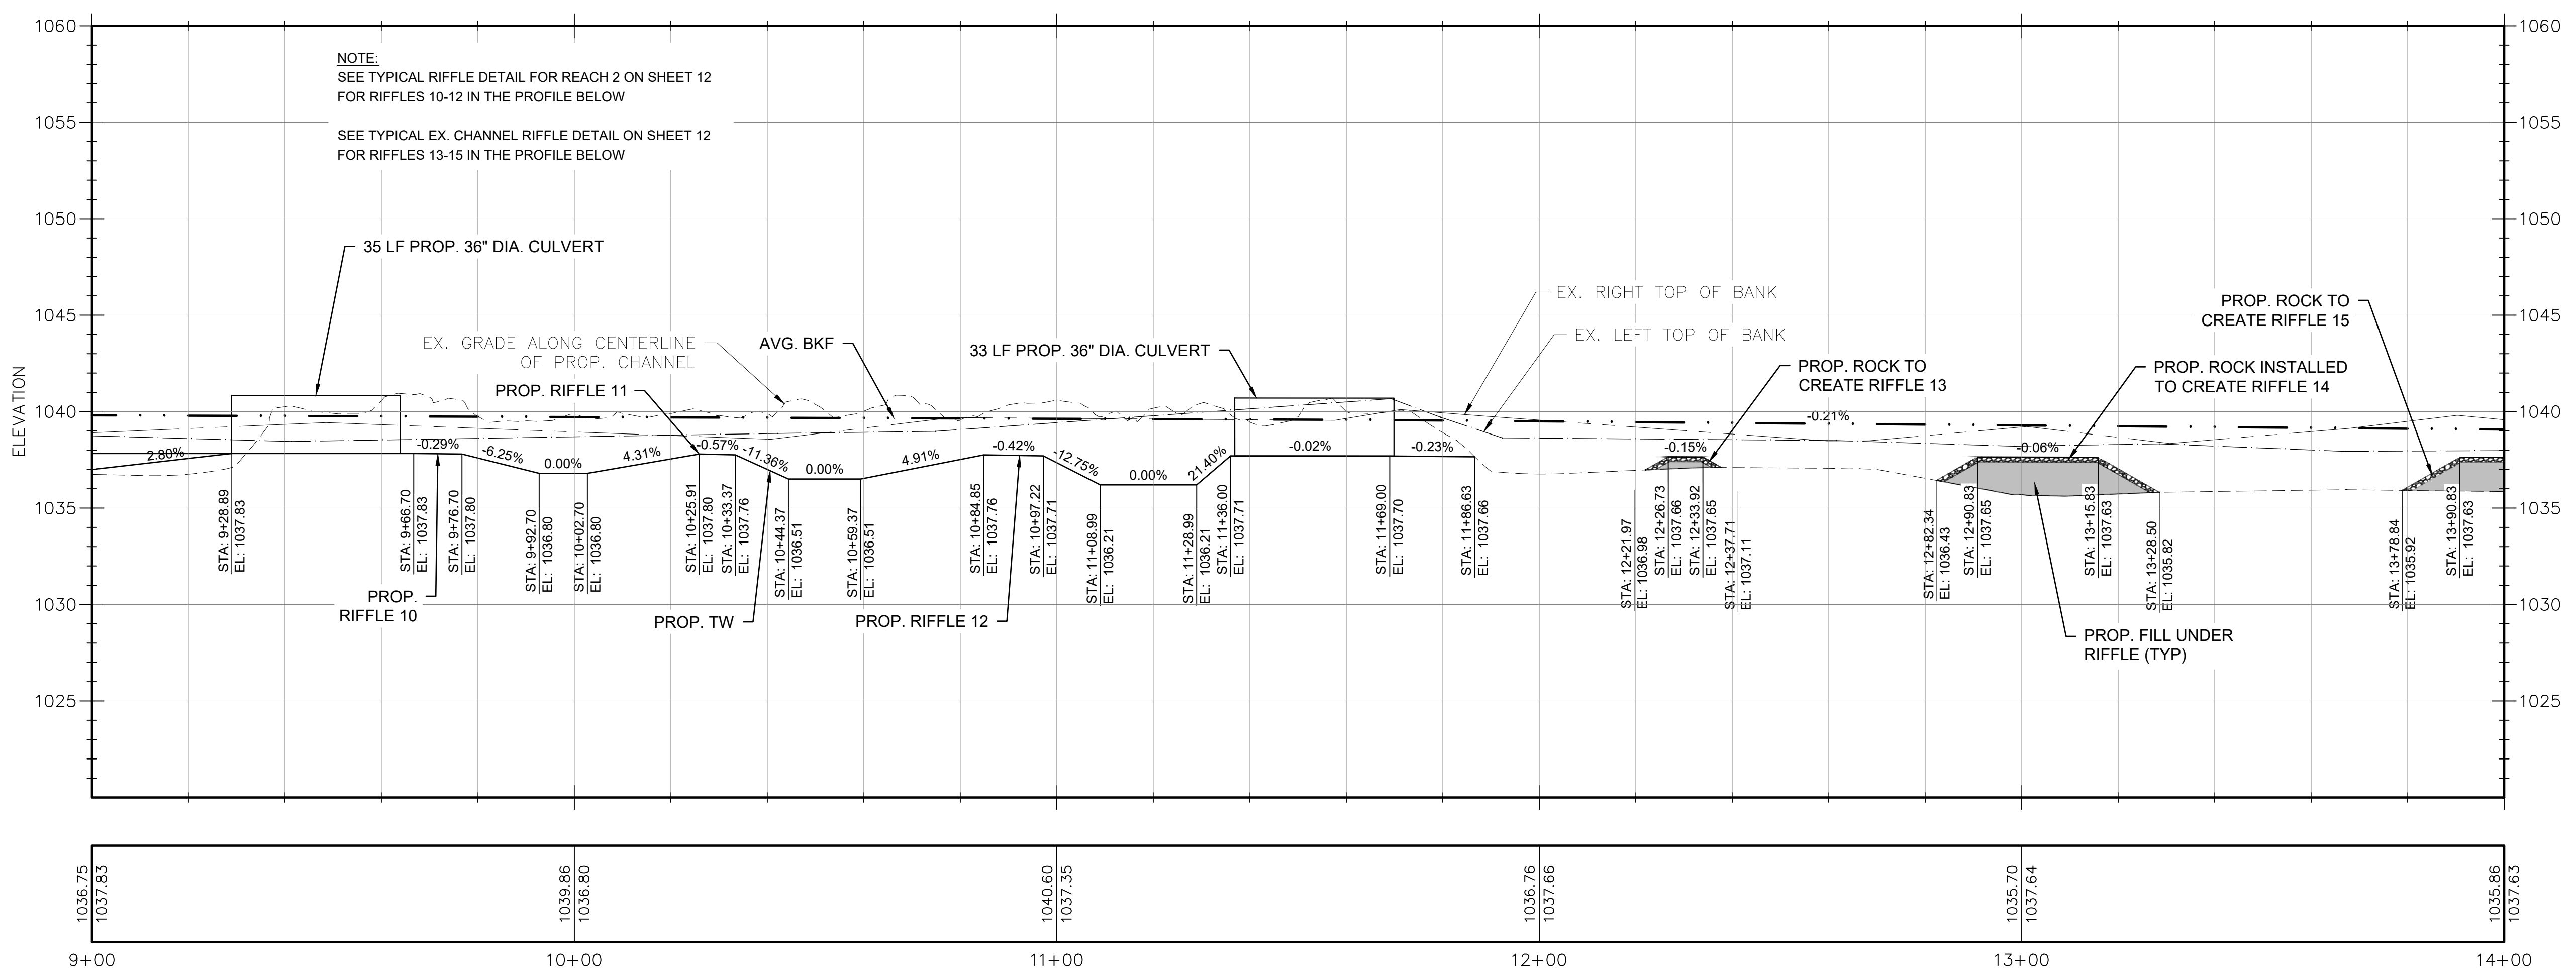 1060
1060
NOTE:
SEE TYPICAL RIFFLE DETAIL FOR REACH 2 ON SHEET 12
FOR RIFFLES 10-12 IN THE PROFILE BELOW
SEE TYPICAL EX. CHANNEL RIFFLE DETAIL ON SHEET 12
FOR RIFFLES 13-15 IN THE PROFILE BELOW
1055
1055
1050
1050
35 LF PROP. 36" DIA. CULVERT
EX. RIGHT TOP OF BANK
PROP. ROCK TO
CREATE RIFFLE 15
1045
1045
EX. LEFT TOP OF BANK
EX. GRADE ALONG CENTERLINE
OF PROP. CHANNEL
AVG. BKF
33 LF PROP. 36" DIA. CULVERT
PROP. ROCK TO
CREATE RIFFLE 13
PROP. ROCK INSTALLED
TO CREATE RIFFLE 14
PROP. RIFFLE 11
ELEVATION
1040
1040
2.80%
-0.29%
-6.25%
0.00%
4.31%
-0.57%
-11.36%
0.00%
4.91%
-0.42%
-12.75%
0.00%
21.40%
-0.02%
-0.23%
-0.21%
-0.15%
-0.06%
1035
1035
STA: 9+28.89
EL: 1037.83
STA: 9+66.70
EL: 1037.83
STA: 9+76.70
EL: 1037.80
STA: 9+92.70
EL: 1036.80
STA: 10+02.70
EL: 1036.80
STA: 10+25.91
EL: 1037.80
STA: 10+33.37
EL: 1037.76
STA: 10+44.37
EL: 1036.51
STA: 10+59.37
EL: 1036.51
STA: 10+84.85
EL: 1037.76
STA: 10+97.22
EL: 1037.71
STA: 11+08.99
EL: 1036.21
STA: 11+28.99
EL: 1036.21
STA: 11+36.00
EL: 1037.71
STA: 11+69.00
EL: 1037.70
STA: 11+86.63
EL: 1037.66
STA: 12+21.97
EL: 1036.98
STA: 12+26.73
EL: 1037.66
STA: 12+33.92
EL: 1037.65
STA: 12+37.71
EL: 1037.11
STA: 12+82.34
EL: 1036.43
STA: 12+90.83
EL: 1037.65
STA: 13+15.83
EL: 1037.63
STA: 13+28.50
EL: 1035.82
STA: 13+78.84
EL: 1035.92
STA: 13+90.83
EL: 1037.63
1030
1030
PROP.
RIFFLE 10
PROP. TW
PROP. RIFFLE 12
PROP. FILL UNDER
RIFFLE (TYP)
1025
1025
1036.75
1037.83
1039.86
1036.80
1040.60
1037.35
1036.76
1037.66
1035.70
1037.64
1035.86
1037.63
9+00
10+00
11+00
12+00
13+00
14+00